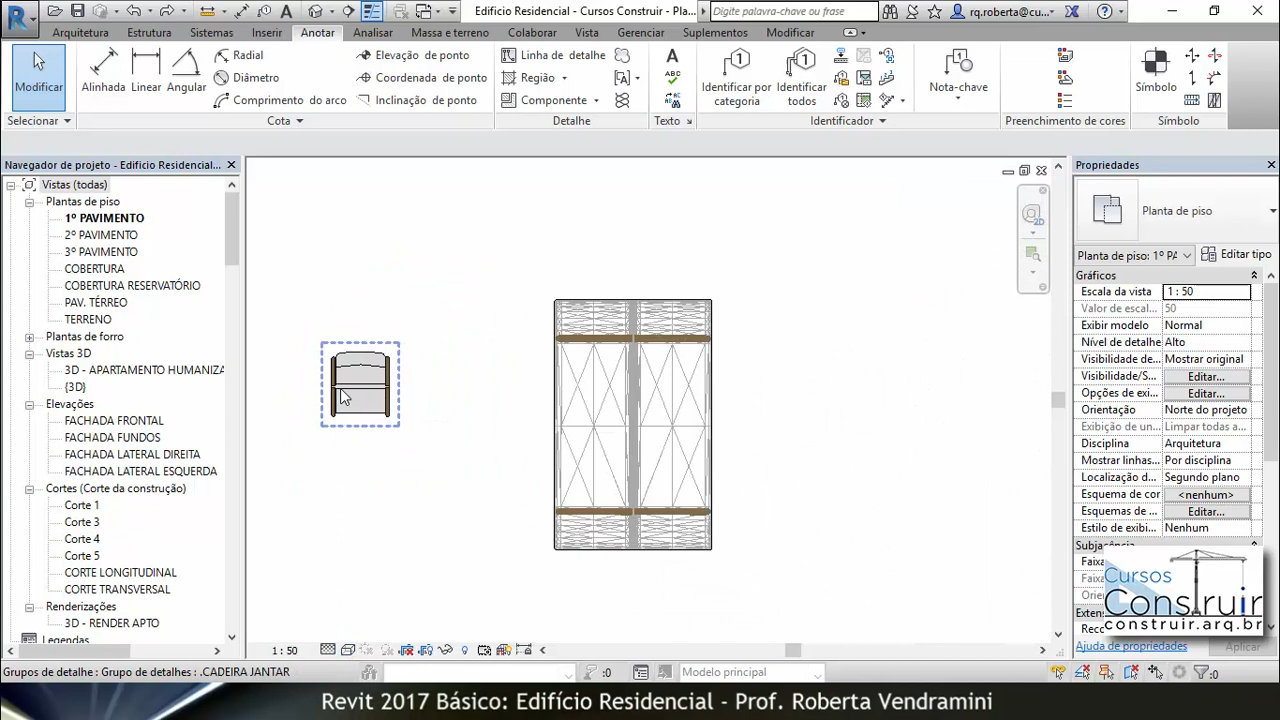 Edificio Residencial - Cursos Construir - Pla...
Digite palavra-chave ou frase
rq.roberta@cu...
Arquitetura Estrutura Sistemas Inserir Anotar Analisar Massa e terreno Colaborar Vista Gerenciar Suplementos Modificar
Modificar
Alinhada Linear Angular
Radial
Diâmetro
Comprimento do arco
Elevação de ponto
Coordenada de ponto
Inclinação de ponto
Linha de detalhe
Região
Componente
Identificar por categoria
Identificar todos
Nota-chave
Símbolo
Selecionar
Cota
Detalhe
Texto
Identificador
Preenchimento de cores
Símbolo
Navegador de projeto - Edificio Residencial...
Vistas (todas)
Plantas de piso
1º PAVIMENTO
2º PAVIMENTO
3º PAVIMENTO
COBERTURA
COBERTURA RESERVATÓRIO
PAV. TÉRREO
TERRENO
Plantas de forro
Vistas 3D
3D - APARTAMENTO HUMANIZA
{3D}
Elevações
FACHADA FRONTAL
FACHADA FUNDOS
FACHADA LATERAL DIREITA
FACHADA LATERAL ESQUERDA
Cortes (Corte da construção)
Corte 1
Corte 3
Corte 4
Corte 5
CORTE LONGITUDINAL
CORTE TRANSVERSAL
Renderizações
3D - RENDER APTO
Legendas
2D
Propriedades
Planta de piso
Planta de piso: 1º PA
Editar tipo
Gráficos
Escala da vista 1 : 50
Valor de escal... 50
Exibir modelo Normal
Nível de detalhe Alto
Visibilidade de... Mostrar original
Visibilidade/S... Editar...
Opções de exi... Editar...
Orientação Norte do projeto
Exibição de un... Limpar todas a...
Disciplina Arquitetura
Mostrar linhas... Por disciplina
Localização d... Segundo plano
Esquema de cor <nenhum>
Esquemas de ... Editar...
Estilo de exibi... Nenhum
Subjacência
Faixa
Faixa
Orien
Exten
Reco
Cursos
Construir
construir.arq.br
Ajuda de propriedades
Aplicar
1 : 50
Grupos de detalhe : Grupo de detalhes : .CADEIRA JANTAR
:0
Modelo principal
:0
Revit 2017 Básico: Edifício Residencial - Prof. Roberta Vendramini